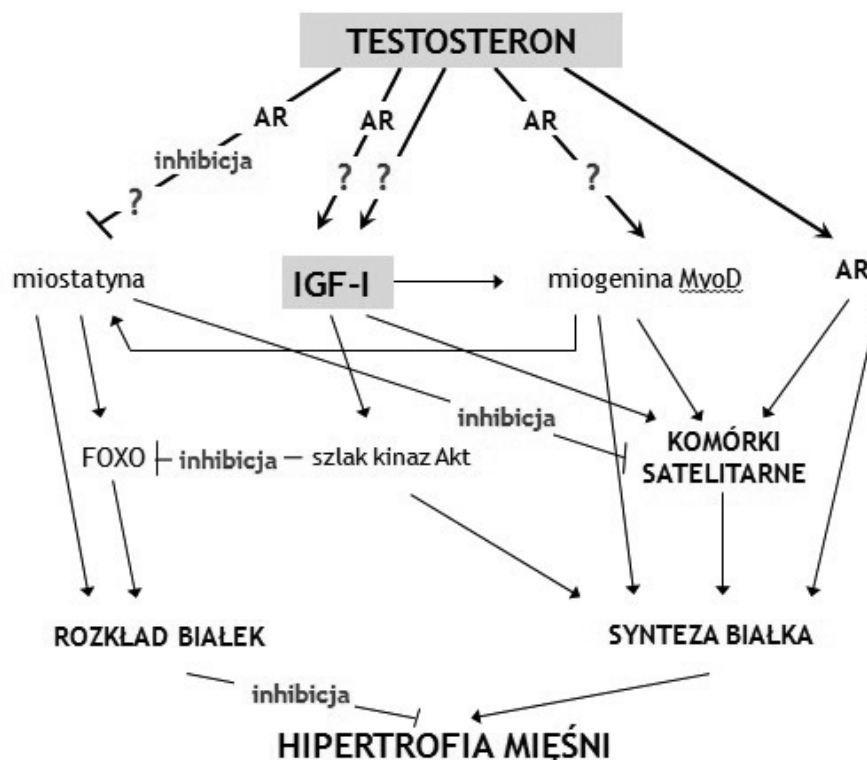 TESTOSTERON
AR
AR
AR
inhibicja
?
?
?
?
miostatyna
IGF-I
miogenina MyoD
AR
inhibicja
KOMÓRKI
SATELITARNE
FOXO
inhibicja
szlak kinaz Akt
ROZKŁAD BIAŁEK
SYNTEZA BIAŁKA
inhibicja
HIPERTROFIA MIĘŚNI